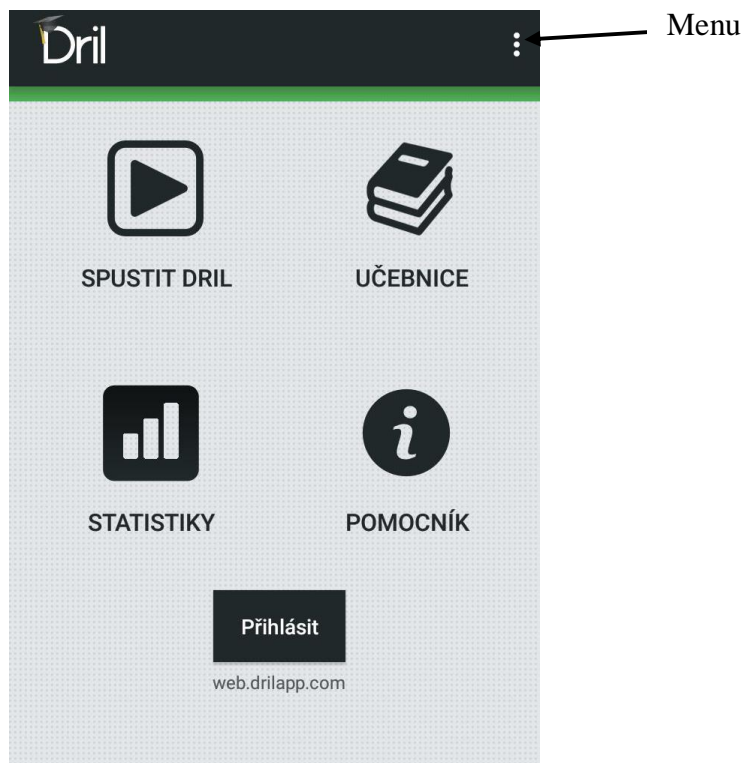 Menu
Dril
SPUSTIT DRIL
UČEBNICE
STATISTIKY
POMOCNÍK
Přihlásit
web.drilapp.com